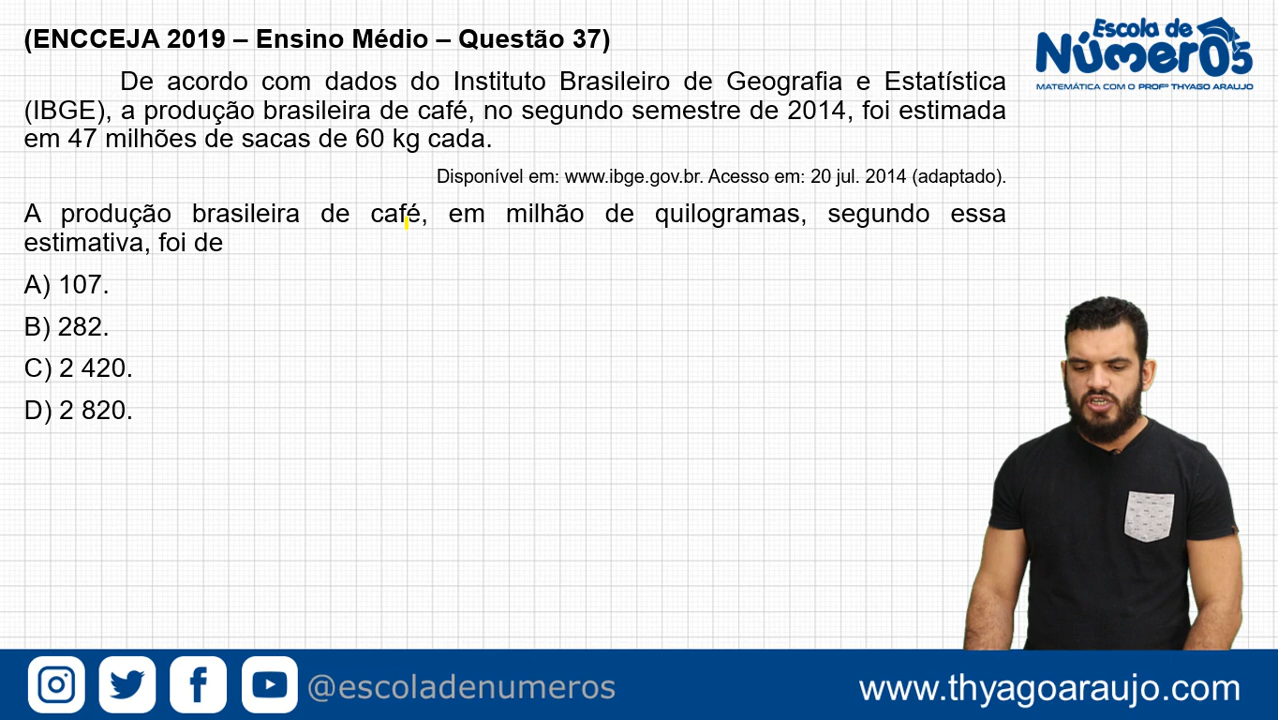 (ENCCEJA 2019 – Ensino Médio – Questão 37)
De acordo com dados do Instituto Brasileiro de Geografia e Estatística
(IBGE), a produção brasileira de café, no segundo semestre de 2014, foi estimada
em 47 milhões de sacas de 60 kg cada.
Disponível em: www.ibge.gov.br. Acesso em: 20 jul. 2014 (adaptado).
A produção brasileira de café, em milhão de quilogramas, segundo essa
estimativa, foi de
A) 107.
B) 282.
C) 2 420.
D) 2 820.
Escola de
Número5
MATEMÁTICA COM O PROFº THYAGO ARAUJO
@escoladenumeros
www.thyagoaraujo.com